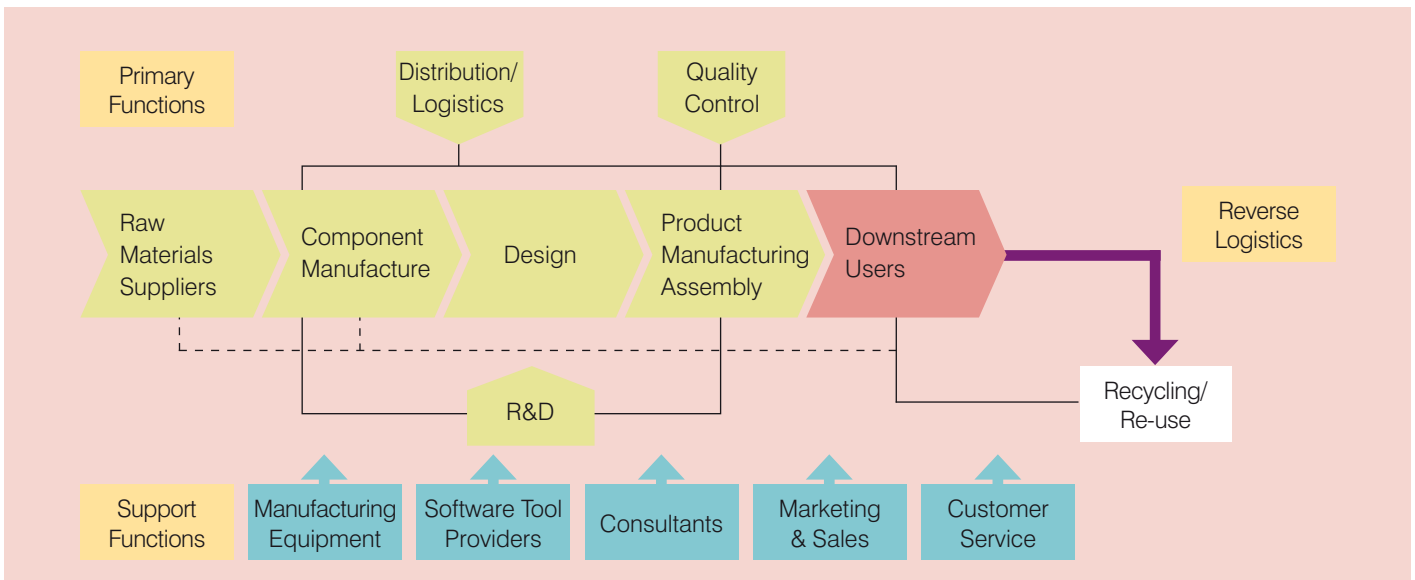 Primary
Functions
Distribution/
Logistics
Quality
Control
Raw
Materials
Suppliers
Component
Manufacture
Design
Product
Manufacturing
Assembly
Downstream
Users
Reverse
Logistics
R&D
Recycling/
Re-use
Support
Functions
Manufacturing
Equipment
Software Tool
Providers
Consultants
Marketing
& Sales
Customer
Service